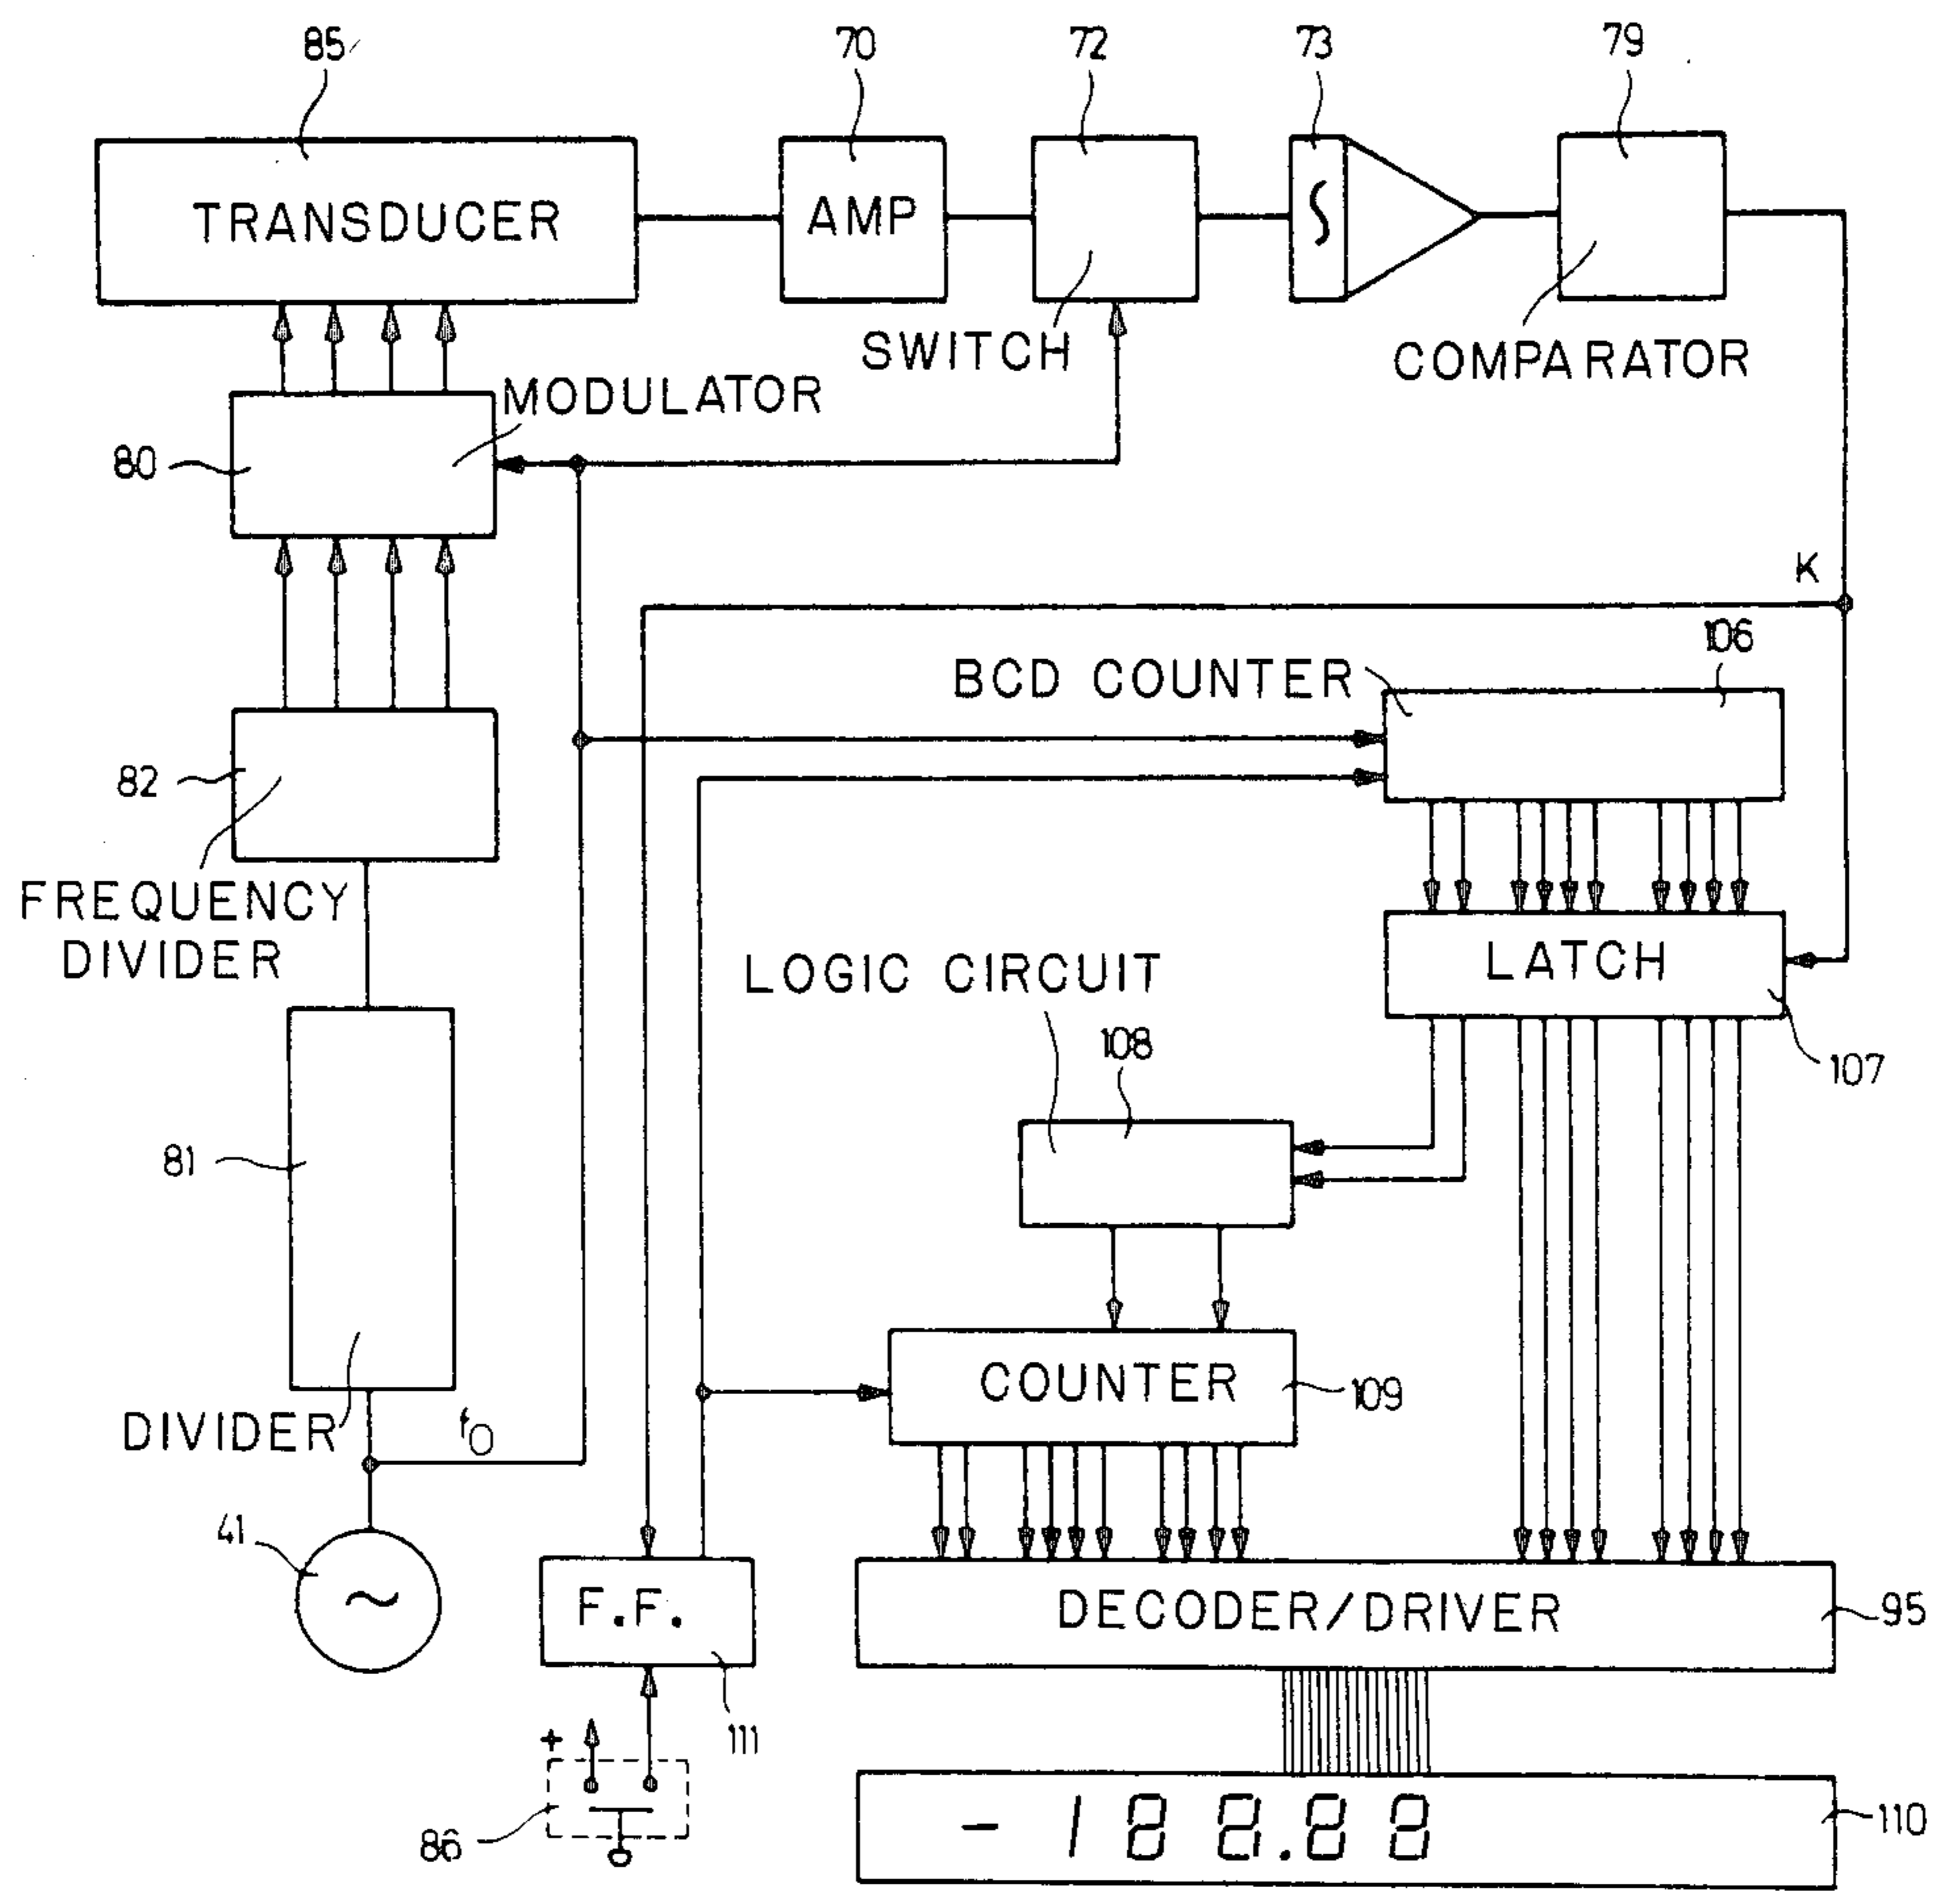 85
70
72
73
79
TRANSDUCER
AMP
SWITCH
COMPARATOR
MODULATOR
80
K
106
BCD COUNTER
82
FREQUENCY
DIVIDER
LATCH
LOGIC CIRCUIT
108
107
81
COUNTER
109
DIVIDER
fO
41
F.F.
DECODER/DRIVER
95
+
111
86
- 188.88
110